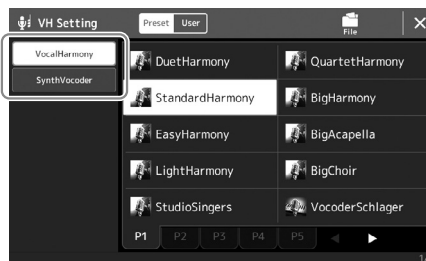 VH Setting
Preset User
File
VocalHarmony
SynthVocoder
DuetHarmony
QuartetHarmony
StandardHarmony
BigHarmony
EasyHarmony
BigAcapella
LightHarmony
BigChoir
StudioSingers
VocoderSchlager
P1 P2 P3 P4 P5